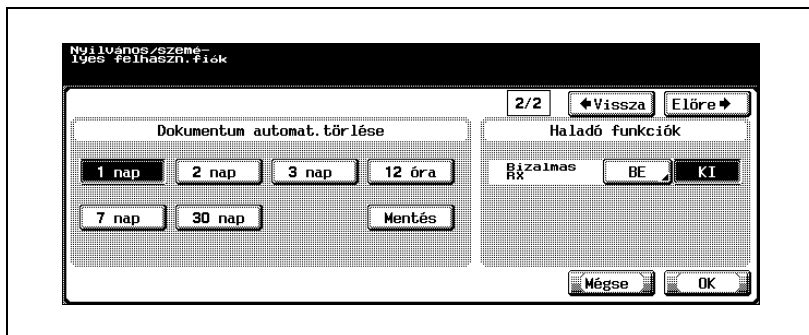 Nyilvános/szemé-
lyes felhaszn.fiók
2/2 Vissza Előre
Dokumentum automat.törlése
Haladó funkciók
1 nap 2 nap 3 nap 12 óra
Bizalmas
RX
BE KI
7 nap 30 nap Mentés
Mégse OK